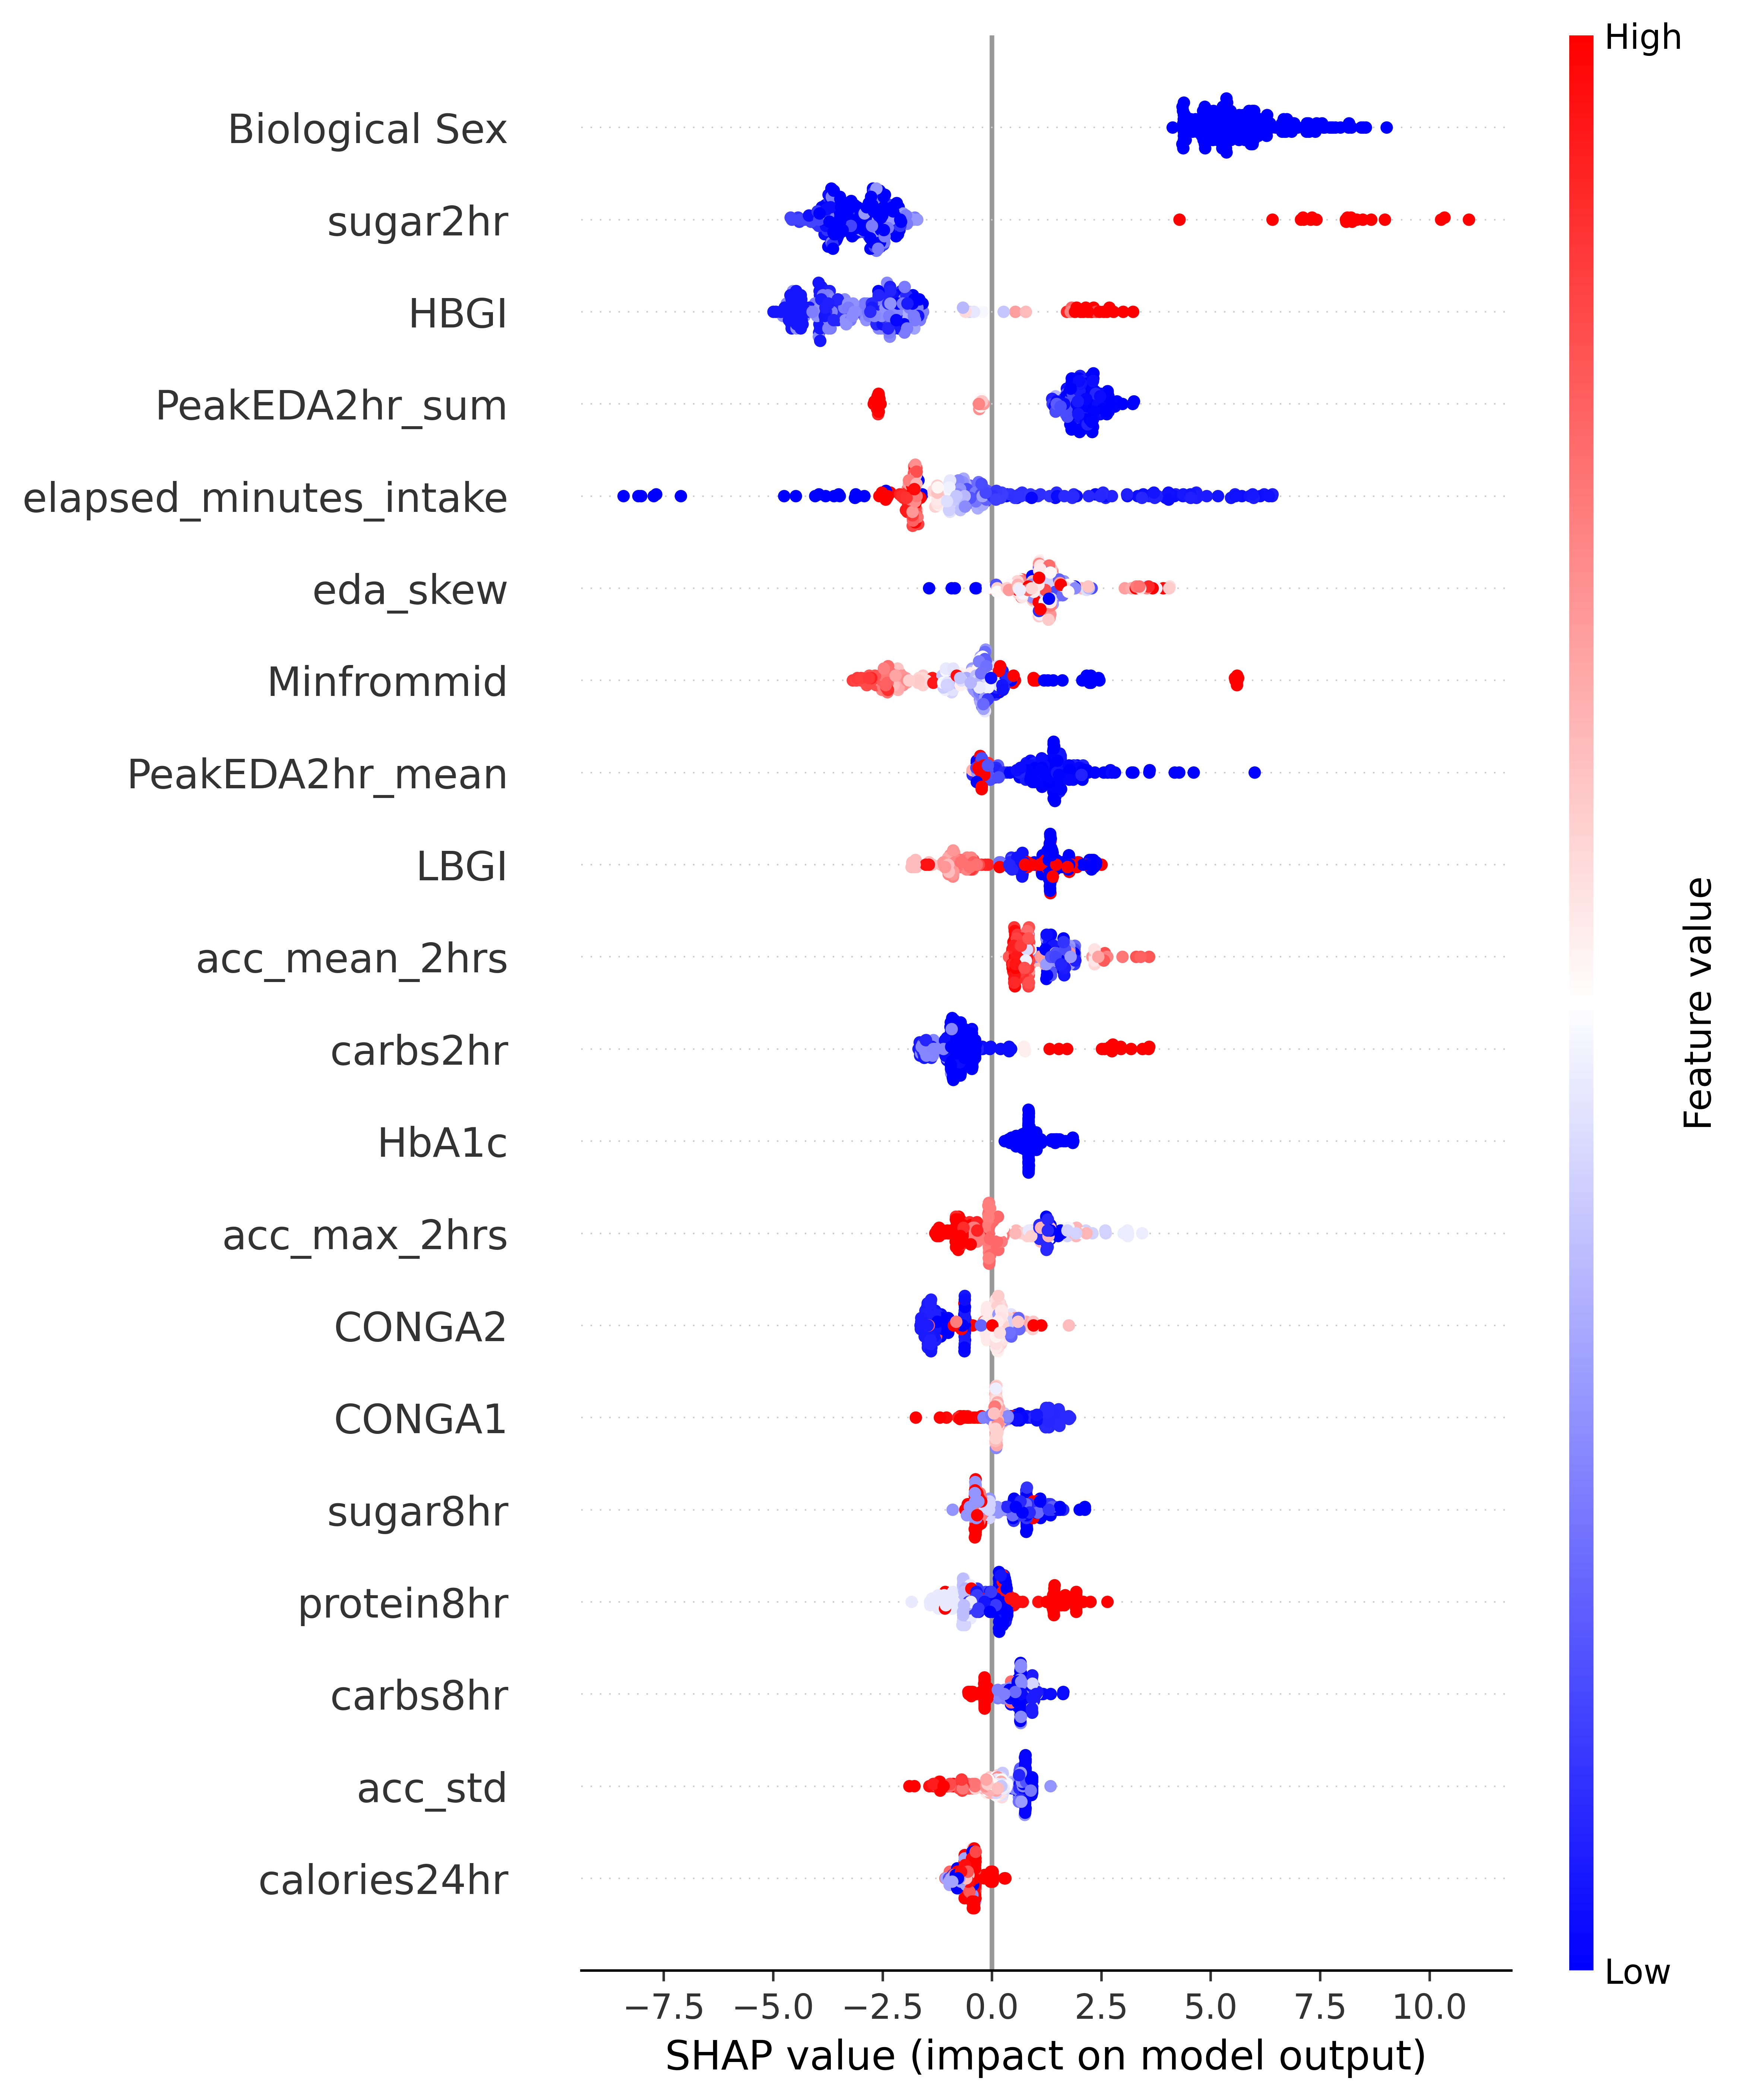 High
Biological Sex
sugar2hr
HBGI
PeakEDA2hr_sum
elapsed_minutes_intake
eda_skew
Minfrommid
PeakEDA2hr_mean
LBGI
acc_mean_2hrs
carbs2hr
HbA1c
acc_max_2hrs
CONGA2
CONGA1
sugar8hr
protein8hr
carbs8hr
acc_std
calories24hr
Feature value
Low
−7.5 −5.0 −2.5 0.0 2.5 5.0 7.5 10.0
SHAP value (impact on model output)